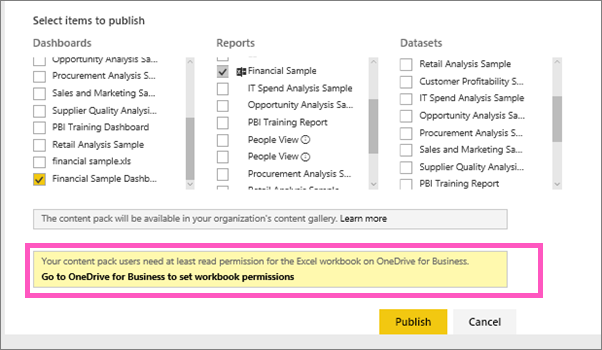 Select items to publish
Dashboards
Opportunity Analysis Sa...
Procurement Analysis S...
Sales and Marketing Sa...
Supplier Quality Analysi...
PBI Training Dashboard
Retail Analysis Sample
financial sample.xls
Financial Sample Dashb...
Reports
Financial Sample
IT Spend Analysis Sample
Opportunity Analysis Sa...
PBI Training Report
People View
People View
Procurement Analysis S...
Retail Analysis Sample
Datasets
Retail Analysis Sample
Customer Profitability S...
IT Spend Analysis Sample
Opportunity Analysis Sa...
Procurement Analysis S...
Sales and Marketing Sa...
Supplier Quality Analysi...
PBI Training Report
The content pack will be available in your organization's content gallery. Learn more
Your content pack users need at least read permission for the Excel workbook on OneDrive for Business.
Go to OneDrive for Business to set workbook permissions
Publish Cancel